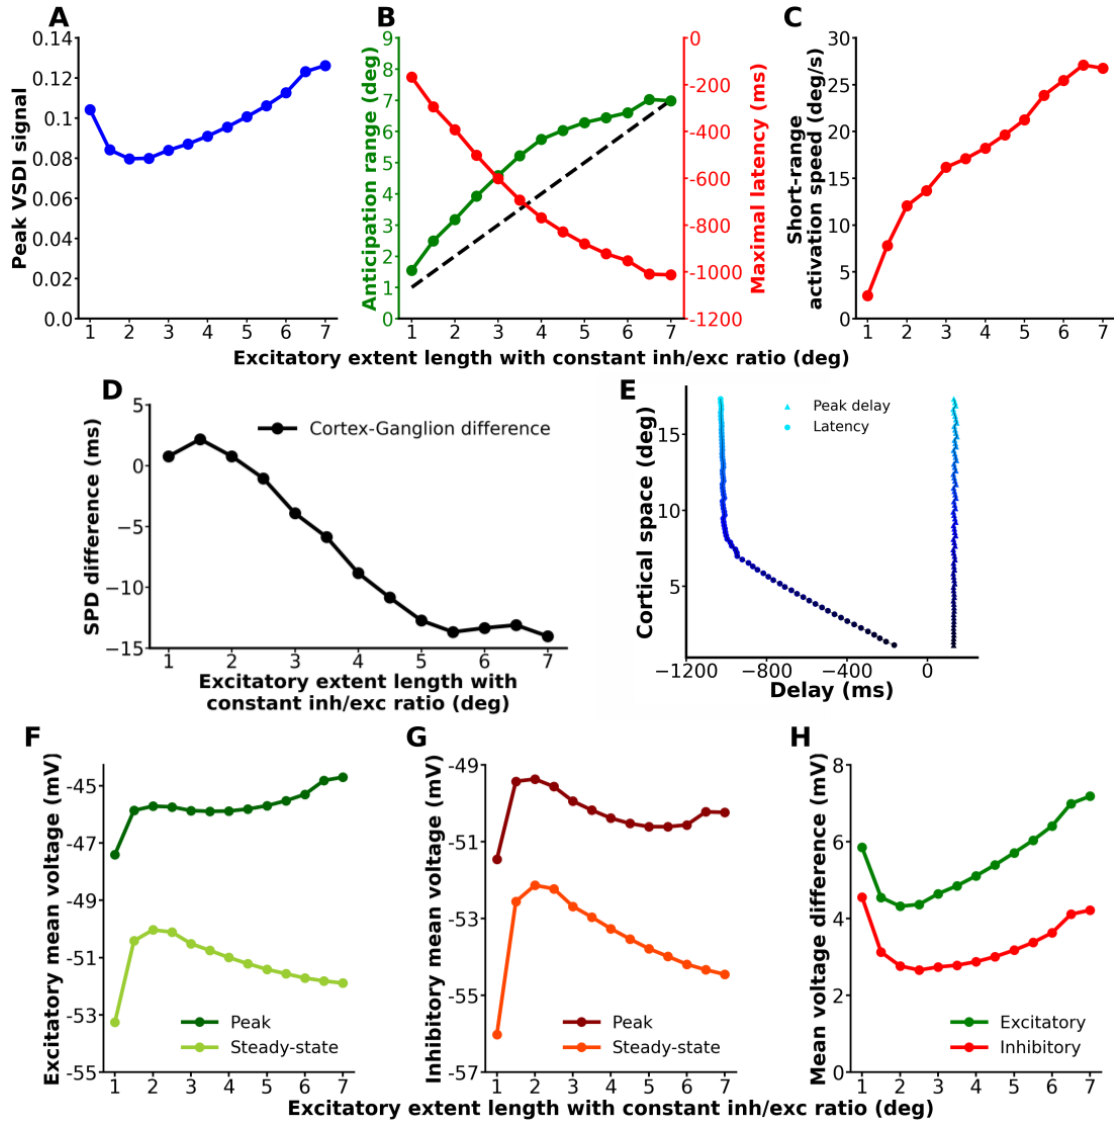 A
B
C
0.14
0.12
0.1
0.08
0.06
0.04
0.02
0.0
Peak VSDI signal
1 2 3 4 5 6 7
9
8
7
6
5
4
3
2
1
0
Anticipation range (deg)
0
-200
-400
-600
-800
-1000
-1200
Maximal latency (ms)
1 2 3 4 5 6 7
30
25
20
15
10
5
0
Short-range
activation speed (deg/s)
1 2 3 4 5 6 7
Excitatory extent length with constant inh/exc ratio (deg)
D
5
0
−5
−10
−15
SPD difference (ms)
Cortex-Ganglion difference
1 2 3 4 5 6 7
Excitatory extent length with
constant inh/exc ratio (deg)
E
Peak delay
Latency
15
10
5
Cortical space (deg)
-1200 -800 -400 0
Delay (ms)
F
-45
-47
-49
-51
-53
-55
Excitatory mean voltage (mV)
Peak
Steady-state
1 2 3 4 5 6 7
G
-49
-51
-53
-55
-57
Inhibitory mean voltage (mV)
Peak
Steady-state
1 2 3 4 5 6 7
H
8
6
4
2
0
Mean voltage difference (mV)
Excitatory
Inhibitory
1 2 3 4 5 6 7
Excitatory extent length with constant inh/exc ratio (deg)